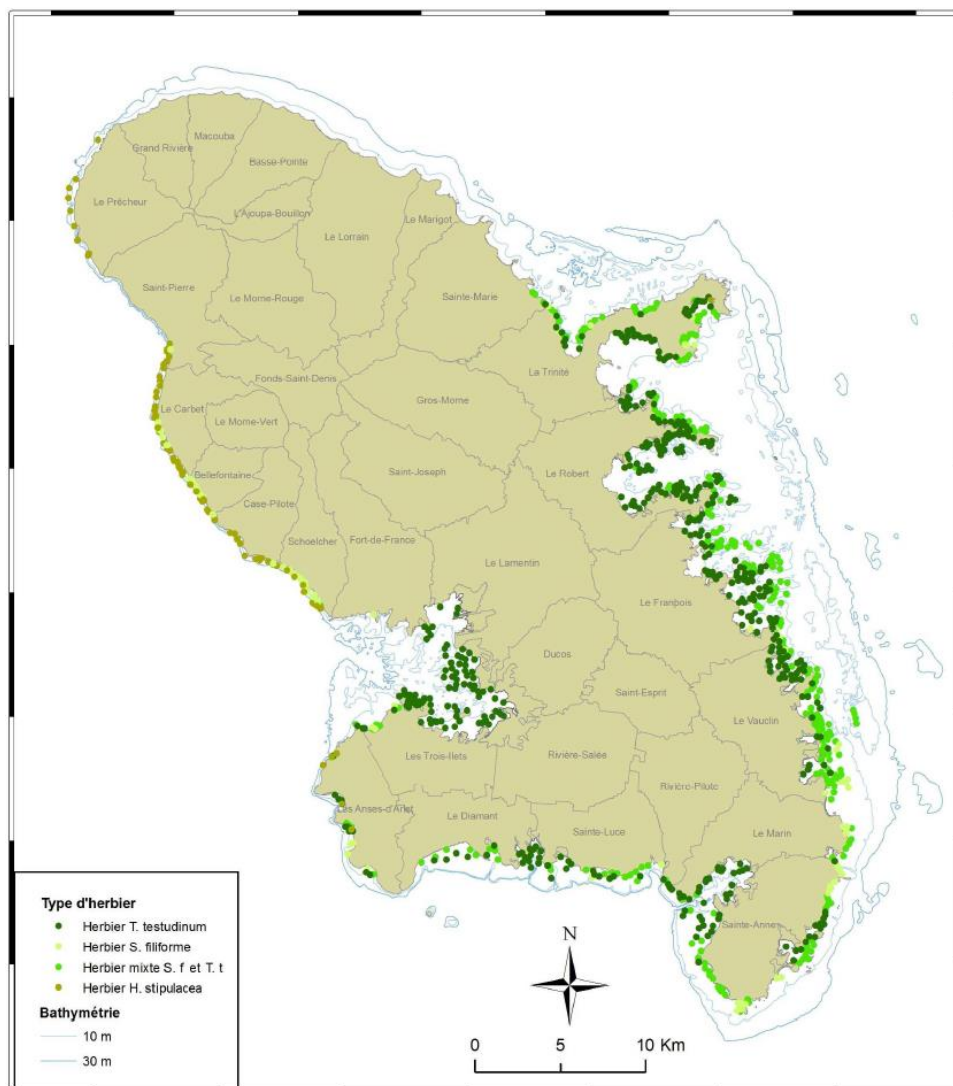 Macouba
Grand Rivière
Basse-Pointe
Le Prêcheur
L'Ajoupa-Bouillon
Le Marigot
Le Lorrain
Saint-Pierre
Le Morne-Rouge
Sainte-Marie
Fonds-Saint-Denis
La Trinité
Gros-Morne
Le Carbet
Le Morne-Vert
Bellefontaine
Saint-Joseph
Le Robert
Case-Pilote
Schoelcher
Fort-de-France
Le Lamentin
Le François
Ducos
Saint-Esprit
Le Vauclin
Les Trois-Ilets
Rivière-Salée
Rivière-Pilote
Les Anses-d'Arlet
Le Diamant
Sainte-Luce
Le Marin
Sainte-Anne
Type d'herbier
Herbier T. testudinum
Herbier S. filiforme
Herbier mixte S. f et T. t
Herbier H. stipulacea
Bathymétrie
10 m
30 m
N
0 5 10 Km